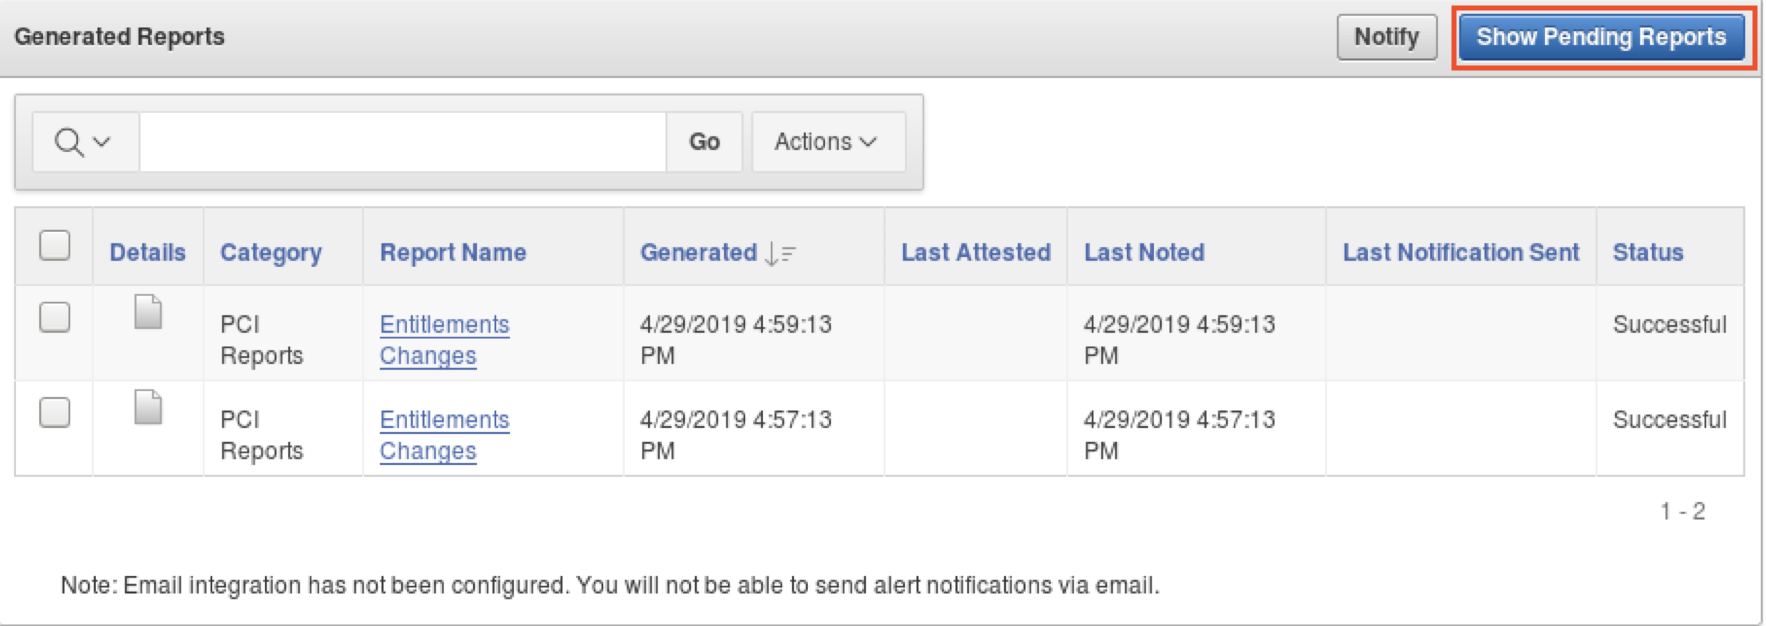 Generated Reports
Notify
Show Pending Reports
Go
Actions
Details Category Report Name Generated Last Attested Last Noted Last Notification Sent Status
PCI Entitlements 4/29/2019 4:59:13 4/29/2019 4:59:13 Successful
Reports Changes PM PM
PCI Entitlements 4/29/2019 4:57:13 4/29/2019 4:57:13 Successful
Reports Changes PM PM
1 - 2
Note: Email integration has not been configured. You will not be able to send alert notifications via email.